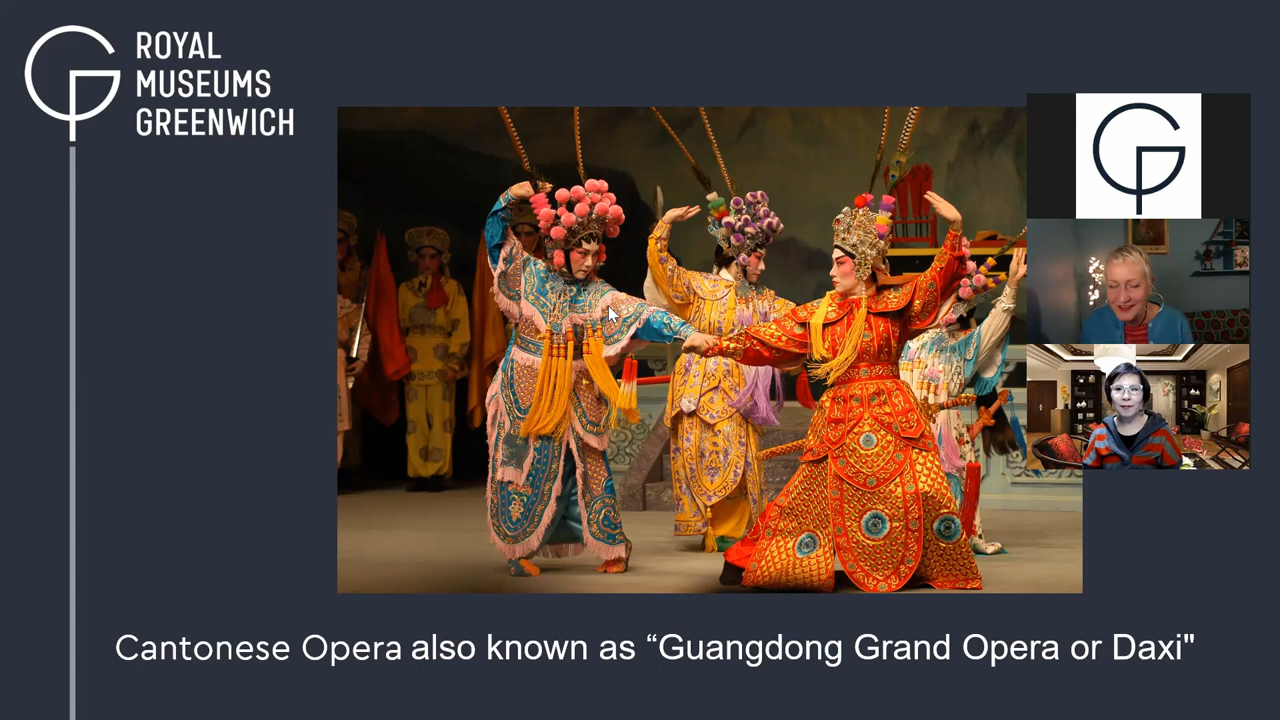 ROYAL
MUSEUMS
GREENWICH
Cantonese Opera also known as “Guangdong Grand Opera or Daxi"